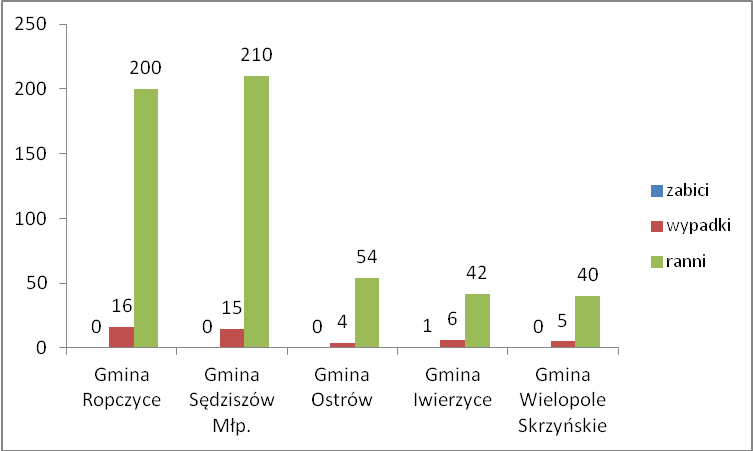 250
200
150
100
50
0
0 16 200
0 15 210
0 4 54
1 6 42
0 5 40
Gmina
Ropczyce
Gmina
Sędziszów
Młp.
Gmina
Ostrów
Gmina
Iwierzyce
Gmina
Wielopole
Skrzyńskie
zabici
wypadki
ranni